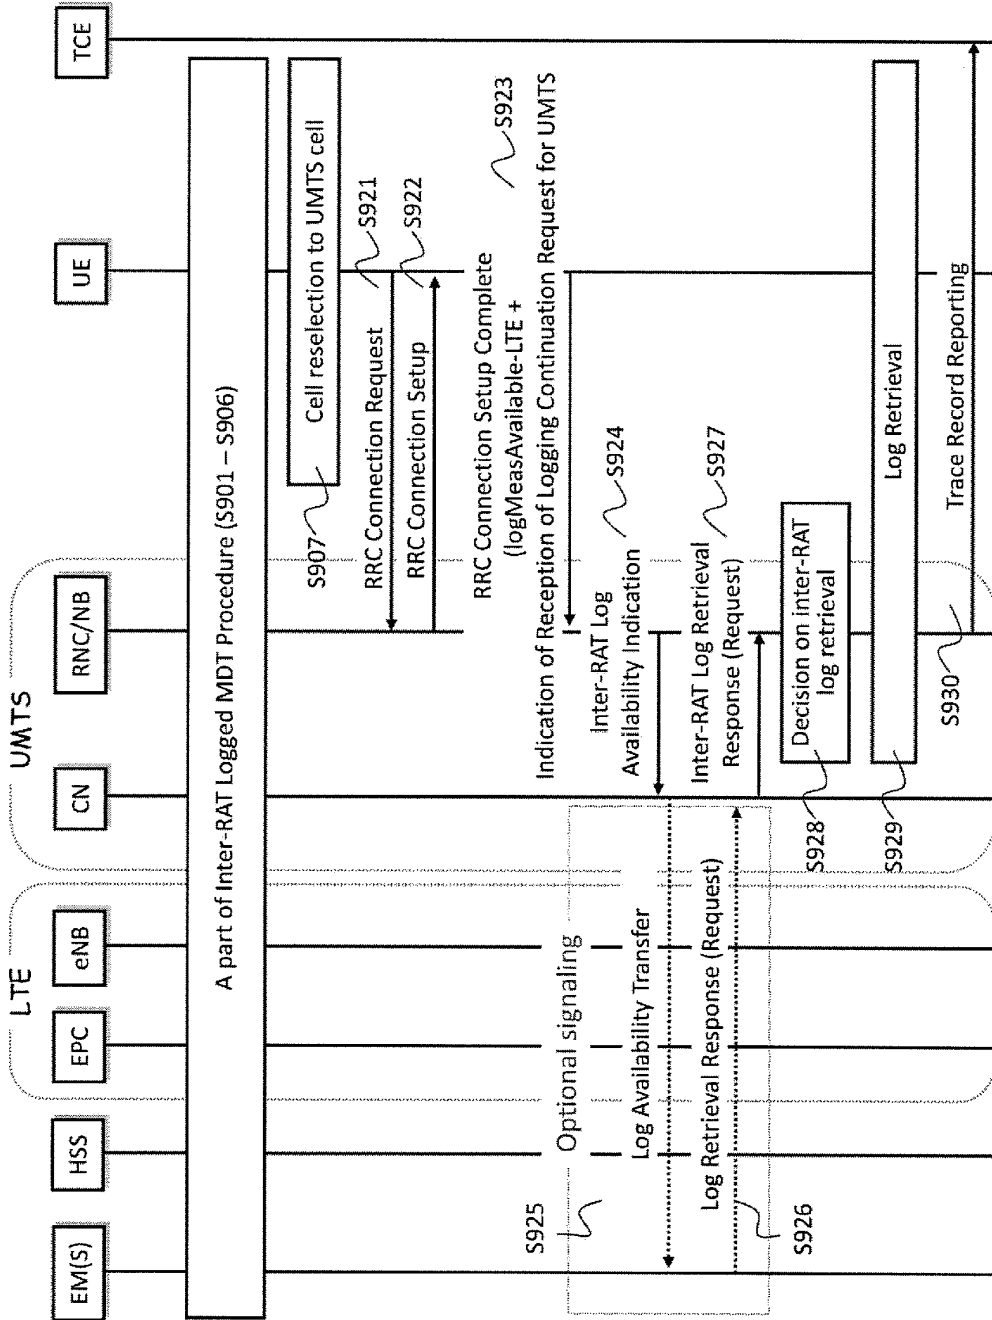 LTE
UMTS
EM(S)
HSS
EPC
eNB
CN
RNC/NB
UE
TCE
A part of Inter-RAT Logged MDT Procedure (S901 – S906)
S907
Cell reselection to UMTS cell
RRC Connection Request
S921
RRC Connection Setup
S922
RRC Connection Setup Complete
(logMeasAvailable-LTE +
Indication of Reception of Logging Continuation Request for UMTS
S923
Inter-RAT Log
Availability Indication
S924
Optional signaling
S925
Log Availability Transfer
Log Retrieval Response (Request)
S926
Inter-RAT Log Retrieval
Response (Request)
S927
S928
Decision on inter-RAT
log retrieval
S929
Log Retrieval
S930
Trace Record Reporting